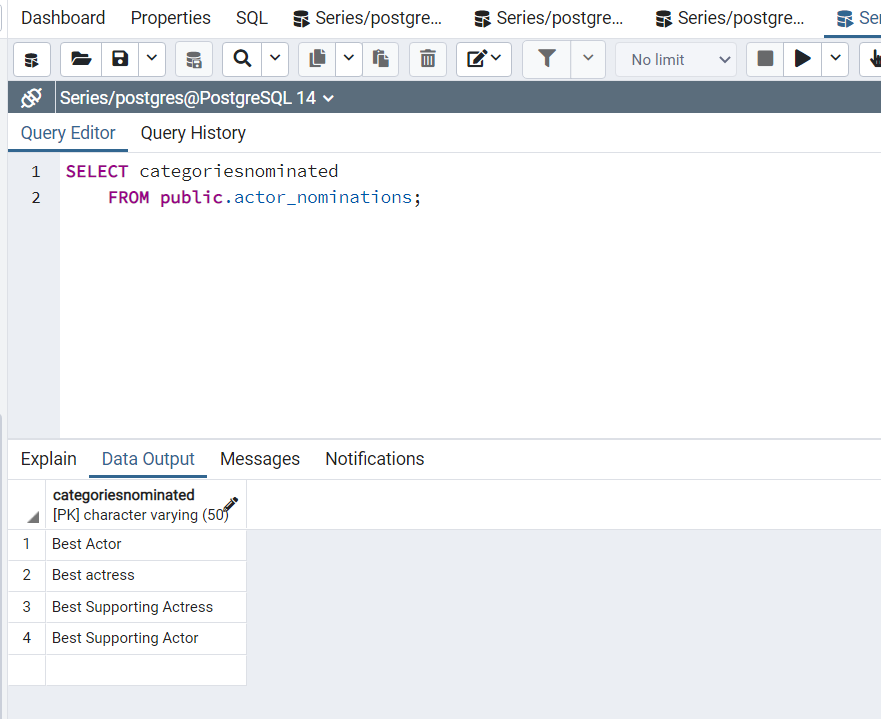 Dashboard Properties SQL Series/postgre... Series/postgre... Series/postgre... Se
No limit
Series/postgres@PostgreSQL 14
Query Editor Query History
1 SELECT categoriesnominated
2 FROM public.actor_nominations;
Explain Data Output Messages Notifications
categoriesnominated
[PK] character varying (50)
1 Best Actor
2 Best actress
3 Best Supporting Actress
4 Best Supporting Actor